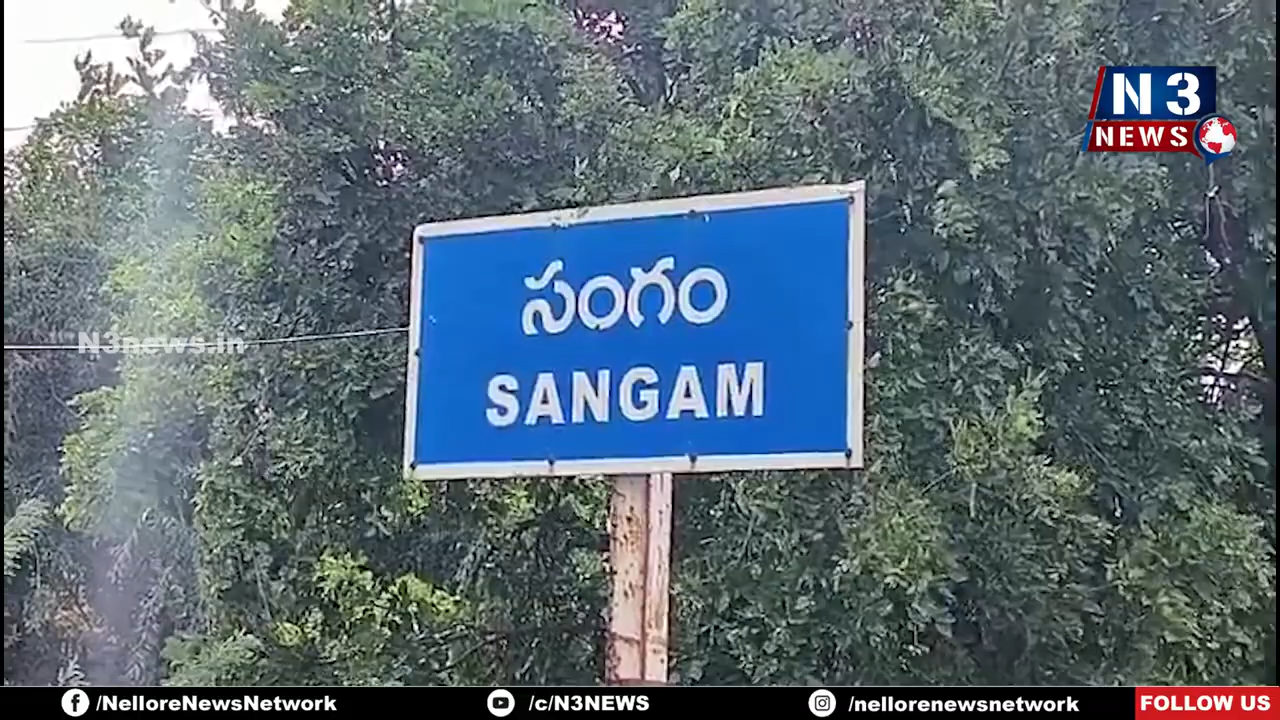 N3
NEWS
సంగం
N3news.in
SANGAM
/NelloreNewsNetwork
/c/N3NEWS
/nellorenewsnetwork
FOLLOW US